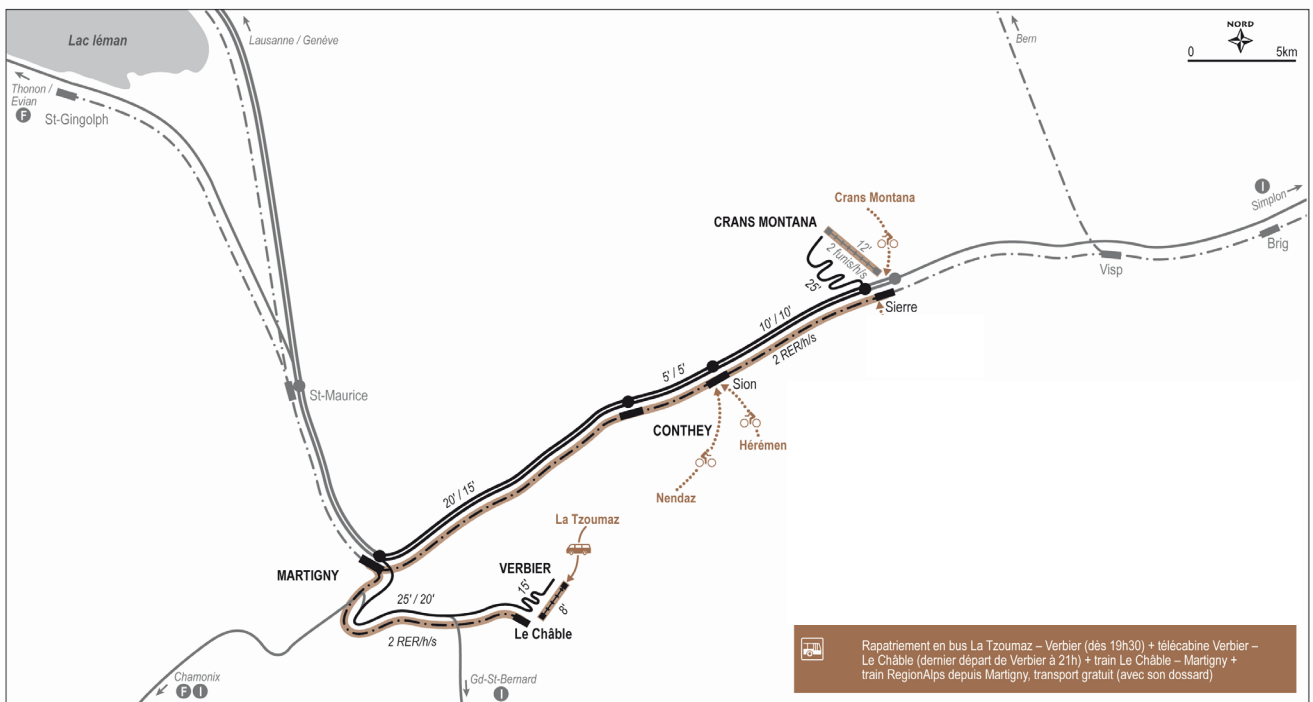 Lac léman
Lausanne / Genève
Bern
NORD
0 5km
Thonon /
Evian
F
St-Gingolph
I
Simplon
Crans Montana
CRANS MONTANA
12'
2 funis/h/s
25'
Brig
Visp
Sierre
10' / 10'
2 RER/h/s
5' / 5'
Sion
St-Maurice
CONTHEY
Hérémen
Nendaz
20' / 15'
La Tzoumaz
VERBIER
MARTIGNY
15'
8'
25' / 20'
Le Châble
2 RER/h/s
Chamonix
F I
Gd-St-Bernard
I
Rapatriement en bus La Tzoumaz – Verbier (dès 19h30) + télécabine Verbier –
Le Châble (dernier départ de Verbier à 21h) + train Le Châble – Martigny +
train RegionAlps depuis Martigny, transport gratuit (avec son dossard)